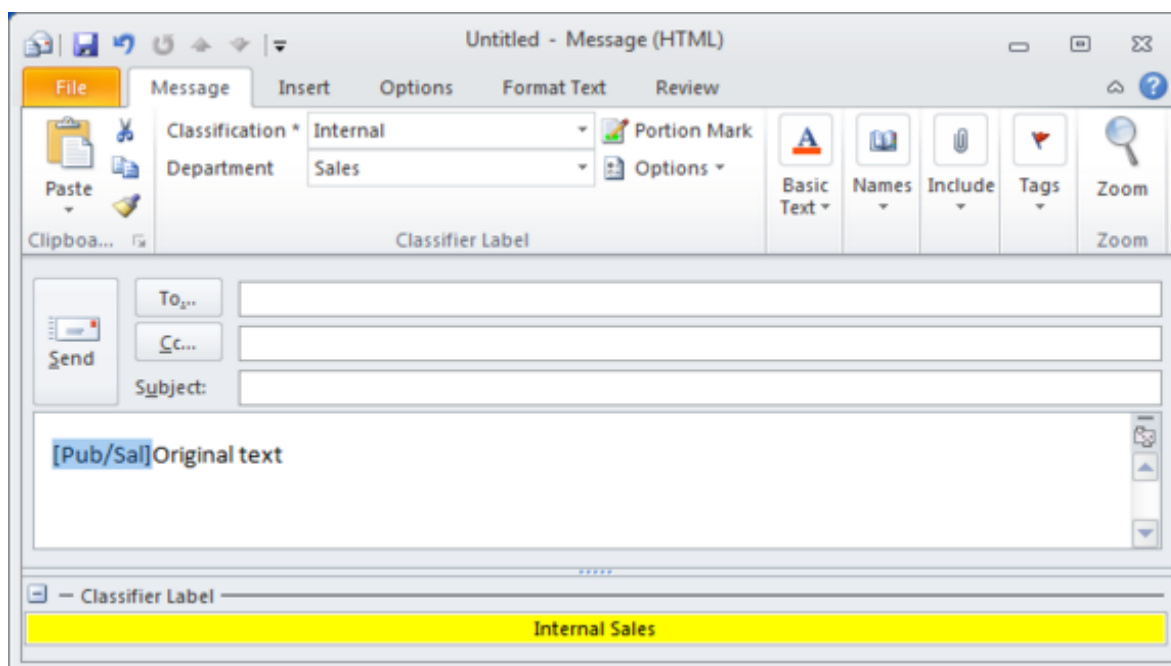 Untitled - Message (HTML)
File Message Insert Options Format Text Review
Classification * Internal Portion Mark
Department Sales Options
Paste
Basic Text Names Include Tags Zoom
Clipboa... Classifier Label Zoom
To...
Cc...
Send
Subject:
[Pub/Sal]Original text
Classifier Label
Internal Sales